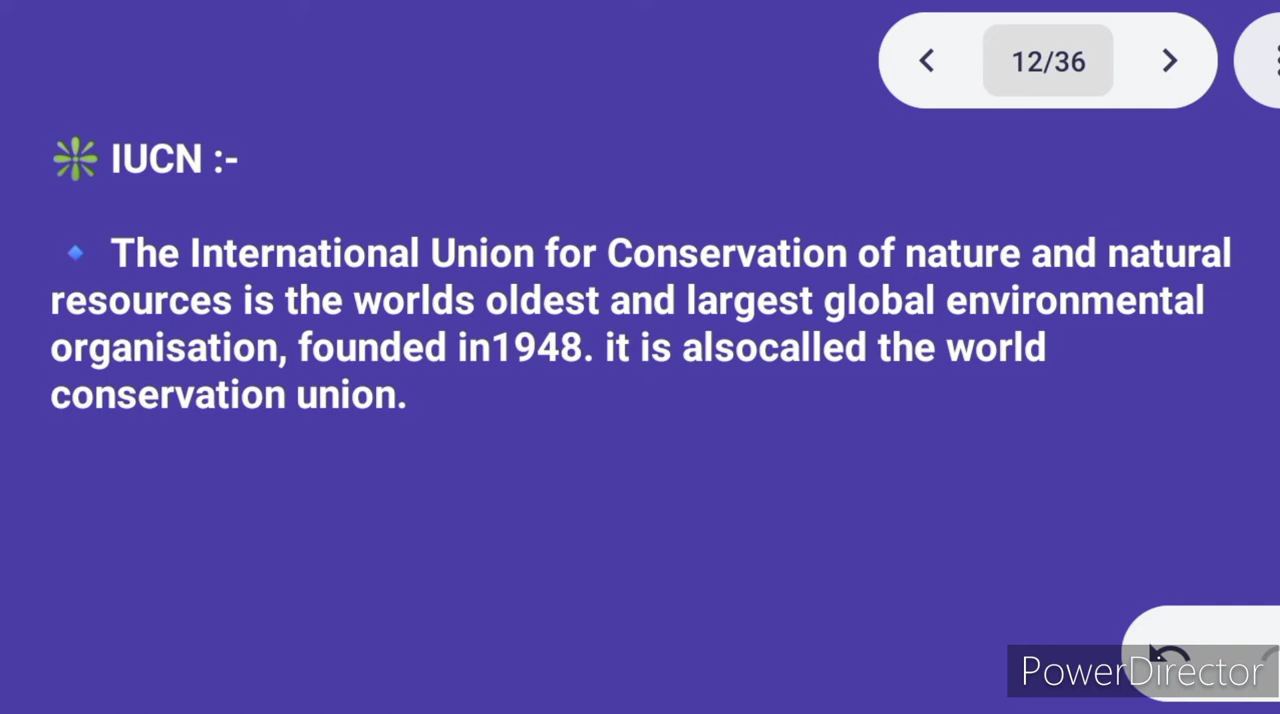 12/36
IUCN :-
The International Union for Conservation of nature and natural
resources is the worlds oldest and largest global environmental
organisation, founded in1948. it is alsocalled the world
conservation union.
PowerDirector